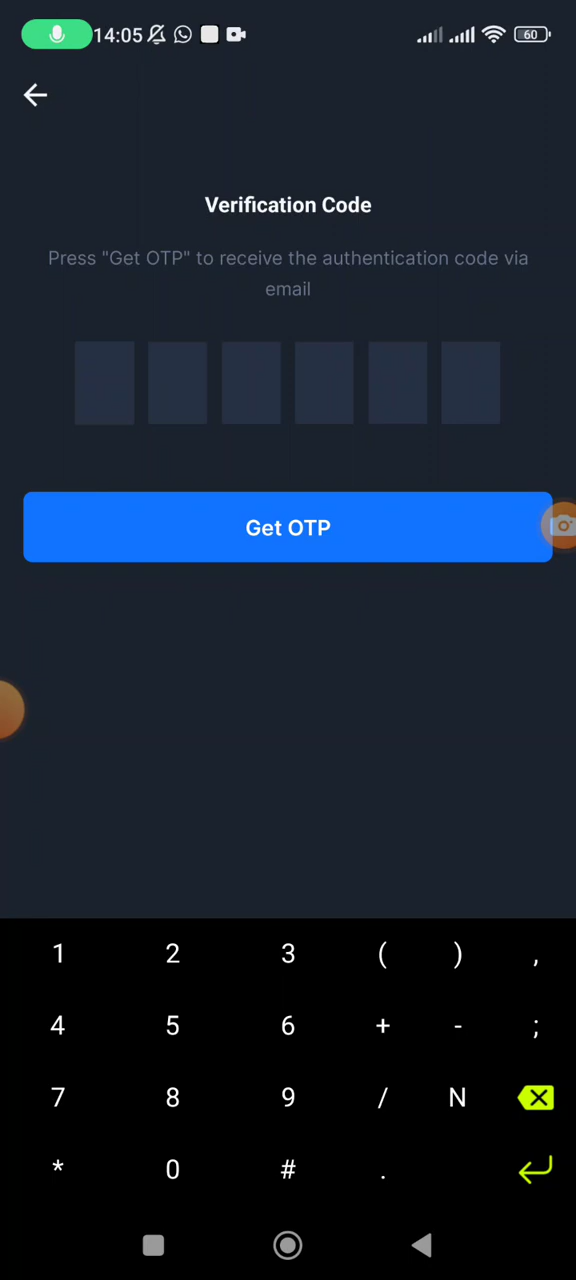 14:05
60
Verification Code
Press "Get OTP" to receive the authentication code via
email
Get OTP
1 2 3 ( ) ,
4 5 6 + - ;
7 8 9 / N
* 0 # .